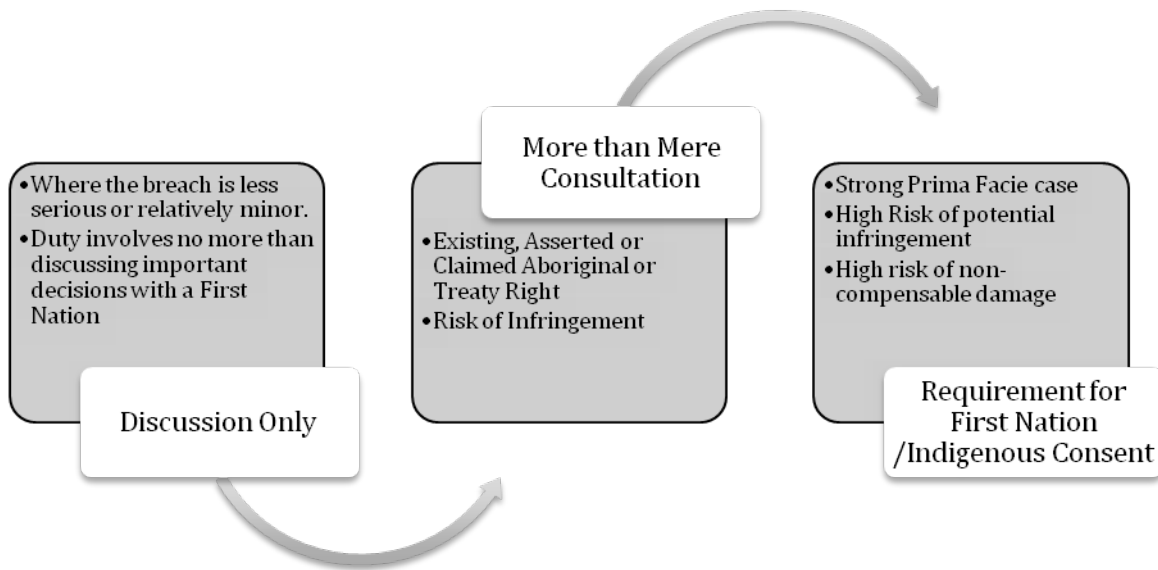 •Where the breach is less
serious or relatively minor.
•Duty involves no more than
discussing important
decisions with a First
Nation
Discussion Only
More than Mere
Consultation
•Existing, Asserted or
Claimed Aboriginal or
Treaty Right
•Risk of Infringement
•Strong Prima Facie case
•High Risk of potential
infringement
•High risk of non-
compensable damage
Requirement for
First Nation
/Indigenous Consent